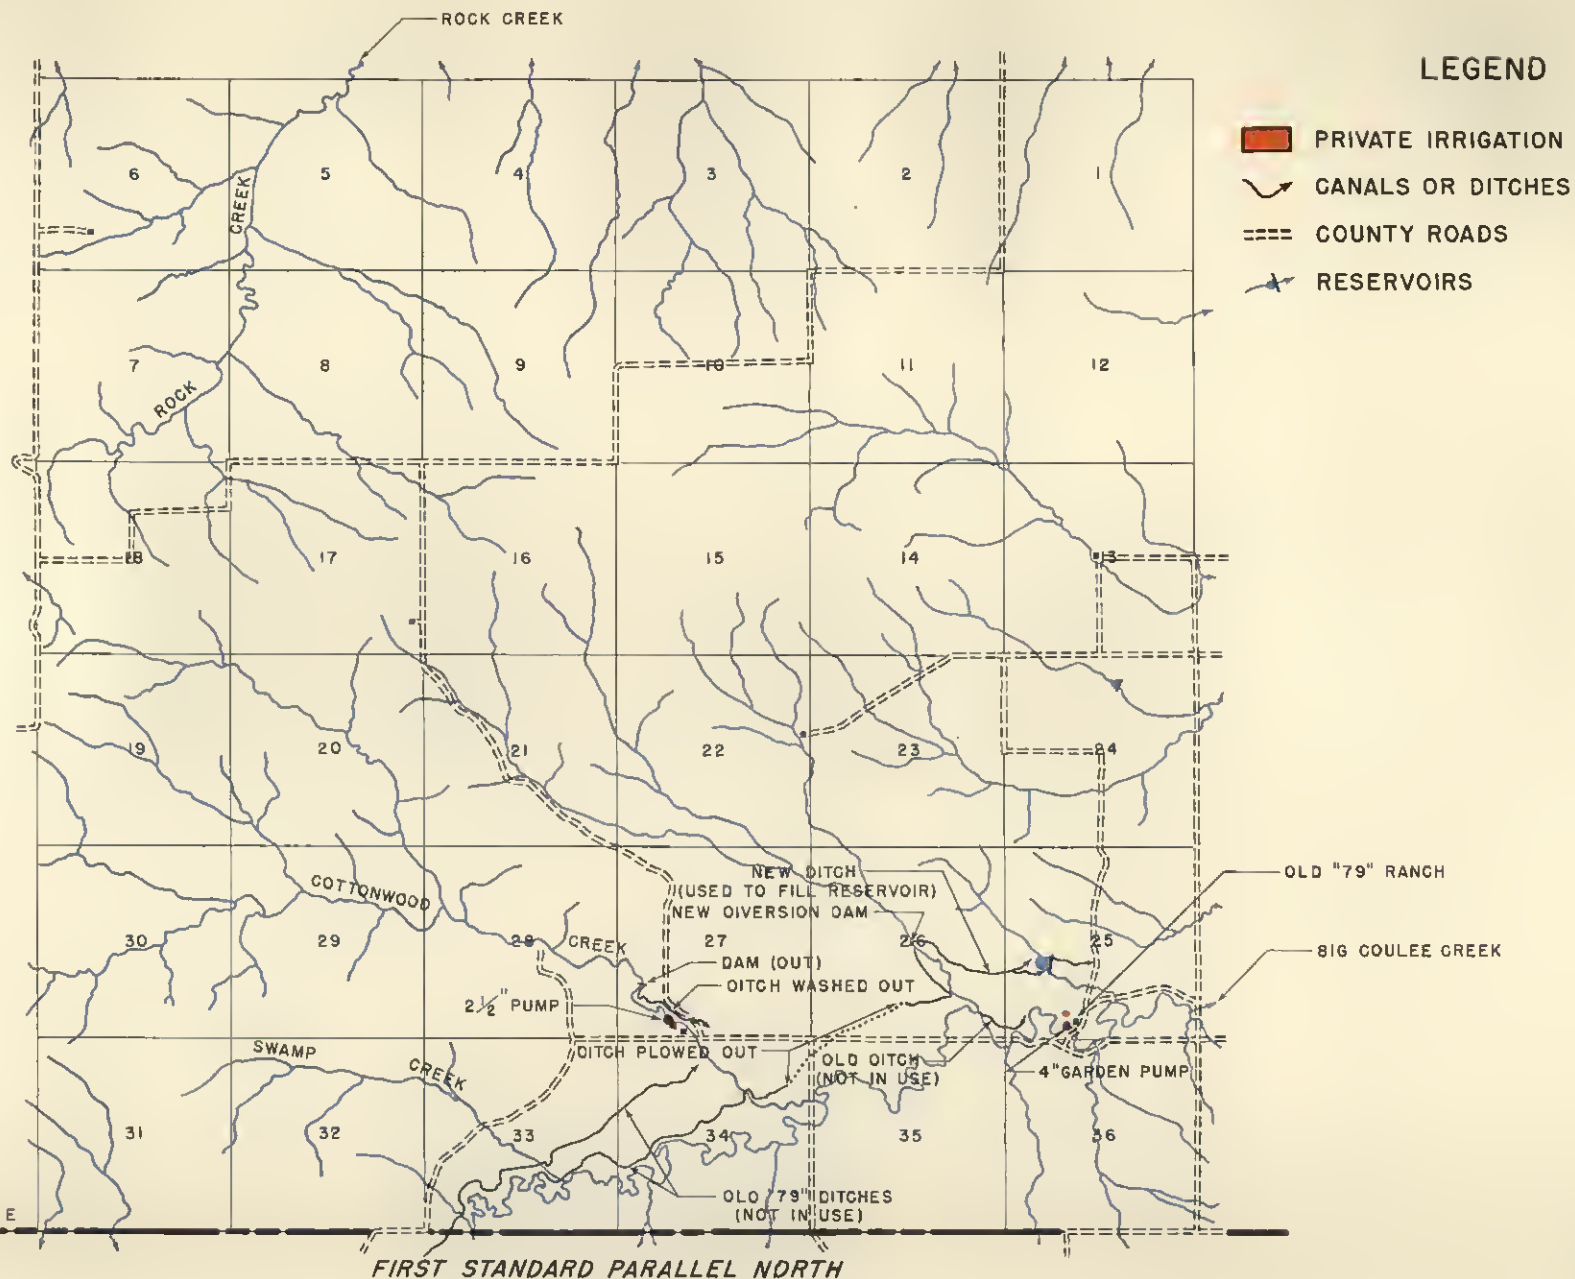 ROCK CREEK
LEGEND
PRIVATE IRRIGATION
CANALS OR DITCHES
COUNTY ROADS
RESERVOIRS
6
5
4
3
2
1
CREEK
7
8
9
10
11
12
ROCK
18
17
16
15
14
13
19
20
21
22
23
24
NEW DITCH
(USED TO FILL RESERVOIR)
NEW DIVERSION DAM
OLD "79" RANCH
COTTONWOOD
CREEK
30
29
28
27
26
25
BIG COULEE CREEK
DAM (OUT)
DITCH WASHED OUT
2½" PUMP
SWAMP
CREEK
DITCH PLOWED OUT
OLD DITCH
(NOT IN USE)
4" GARDEN PUMP
31
32
33
34
35
36
OLD "79" DITCHES
(NOT IN USE)
E
FIRST STANDARD PARALLEL NORTH